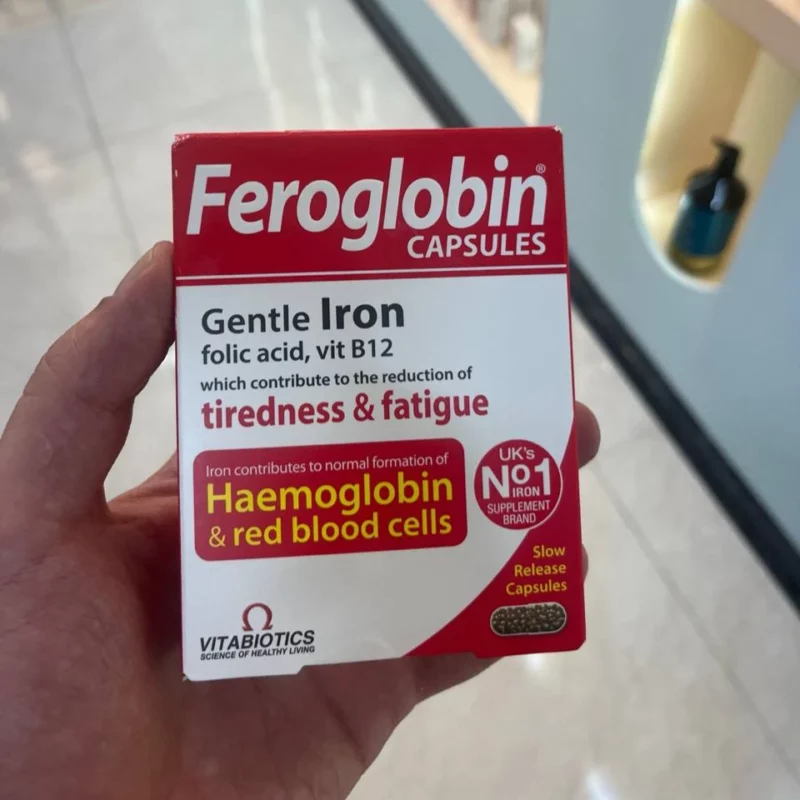 Feroglobin®
CAPSULES
Gentle Iron
folic acid, vit B12
which contribute to the reduction of
tiredness & fatigue
Iron contributes to normal formation of
Haemoglobin
& red blood cells
UK's
No1
IRON
SUPPLEMENT
BRAND
Slow
Release
Capsules
VITABIOTICS
SCIENCE OF HEALTHY LIVING